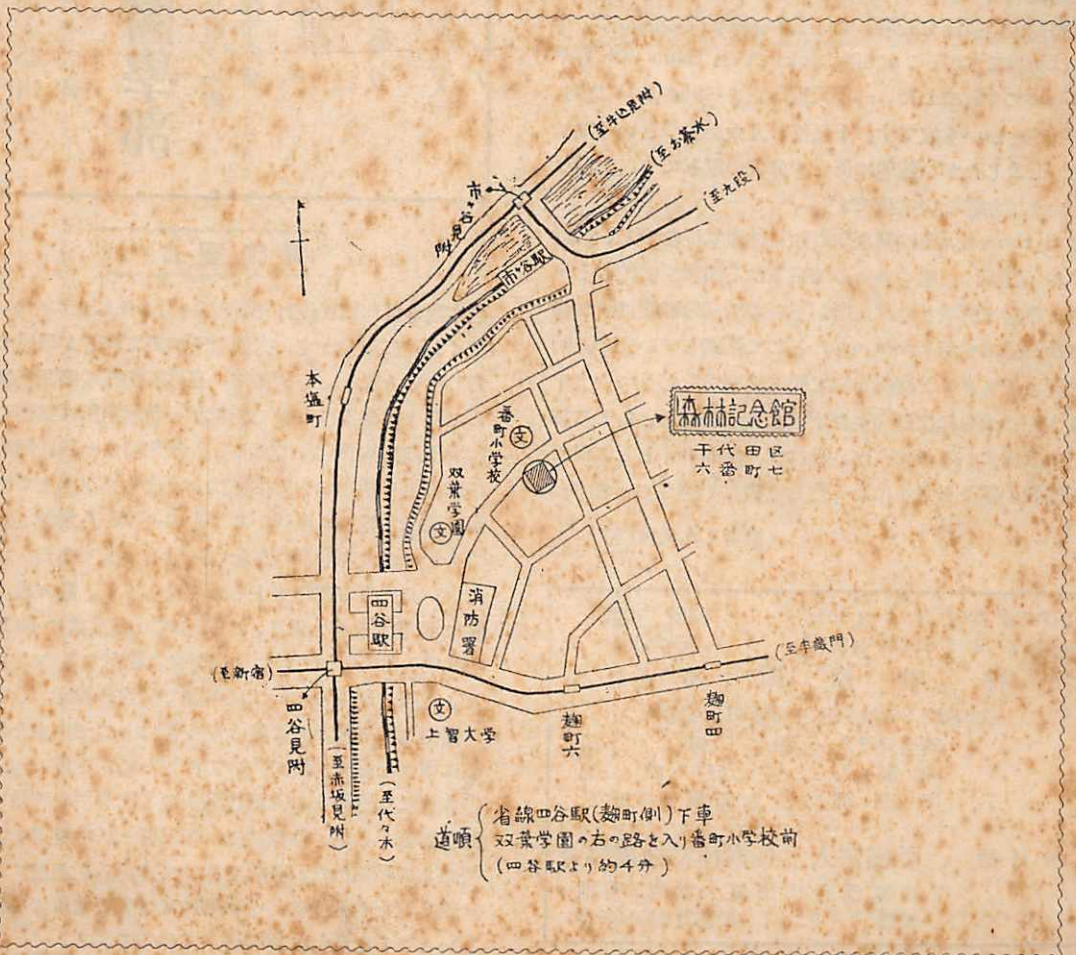 (至牛込見附)
(至お茶水)
(至九段)
市ヶ谷見附
市ヶ谷駅
本塩町
番町小学校
文
森林記念館
千代田区
六番町七
双葉学園
文
消防署
四谷駅
(至半蔵門)
(至新宿)
四谷見附
文
上智大学
麹町六
麹町四
(至赤坂見附)
(至代々木)
道順
省線四谷駅(麹町側)下車
双葉学園の右の路を入り番町小学校前
(四谷駅より約4分)